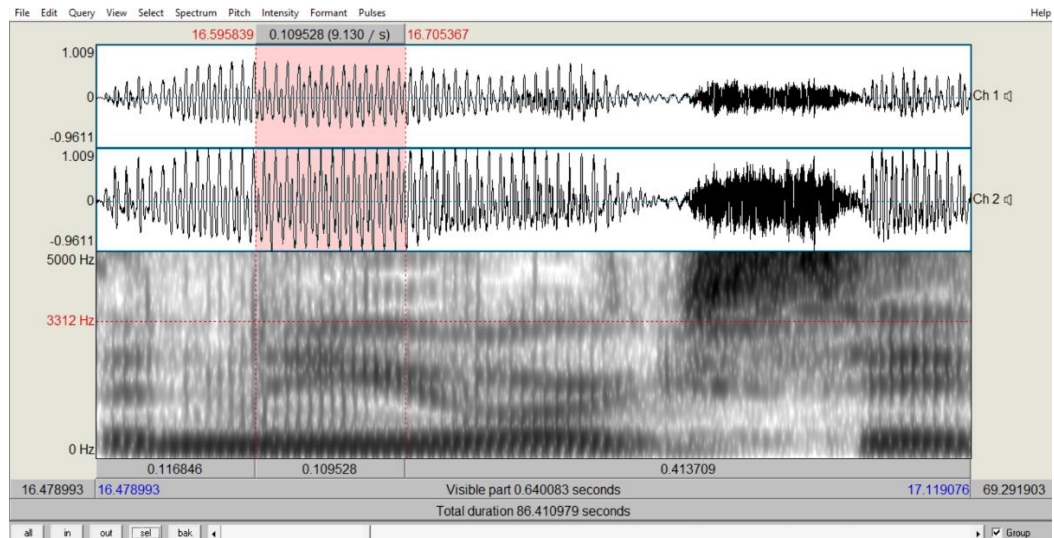 File Edit Query View Select Spectrum Pitch Intensity Formant Pulses Help
16.595839 0.109528 (9.130 / s) 16.705367
1.009
0
-0.9611
Ch 1
1.009
0
-0.9611
Ch 2
5000 Hz
3312 Hz
0 Hz
0.116846 0.109528 0.413709
16.478993 16.478993 Visible part 0.640083 seconds 17.119076 69.291903
Total duration 86.410979 seconds
all in out sel bak Group